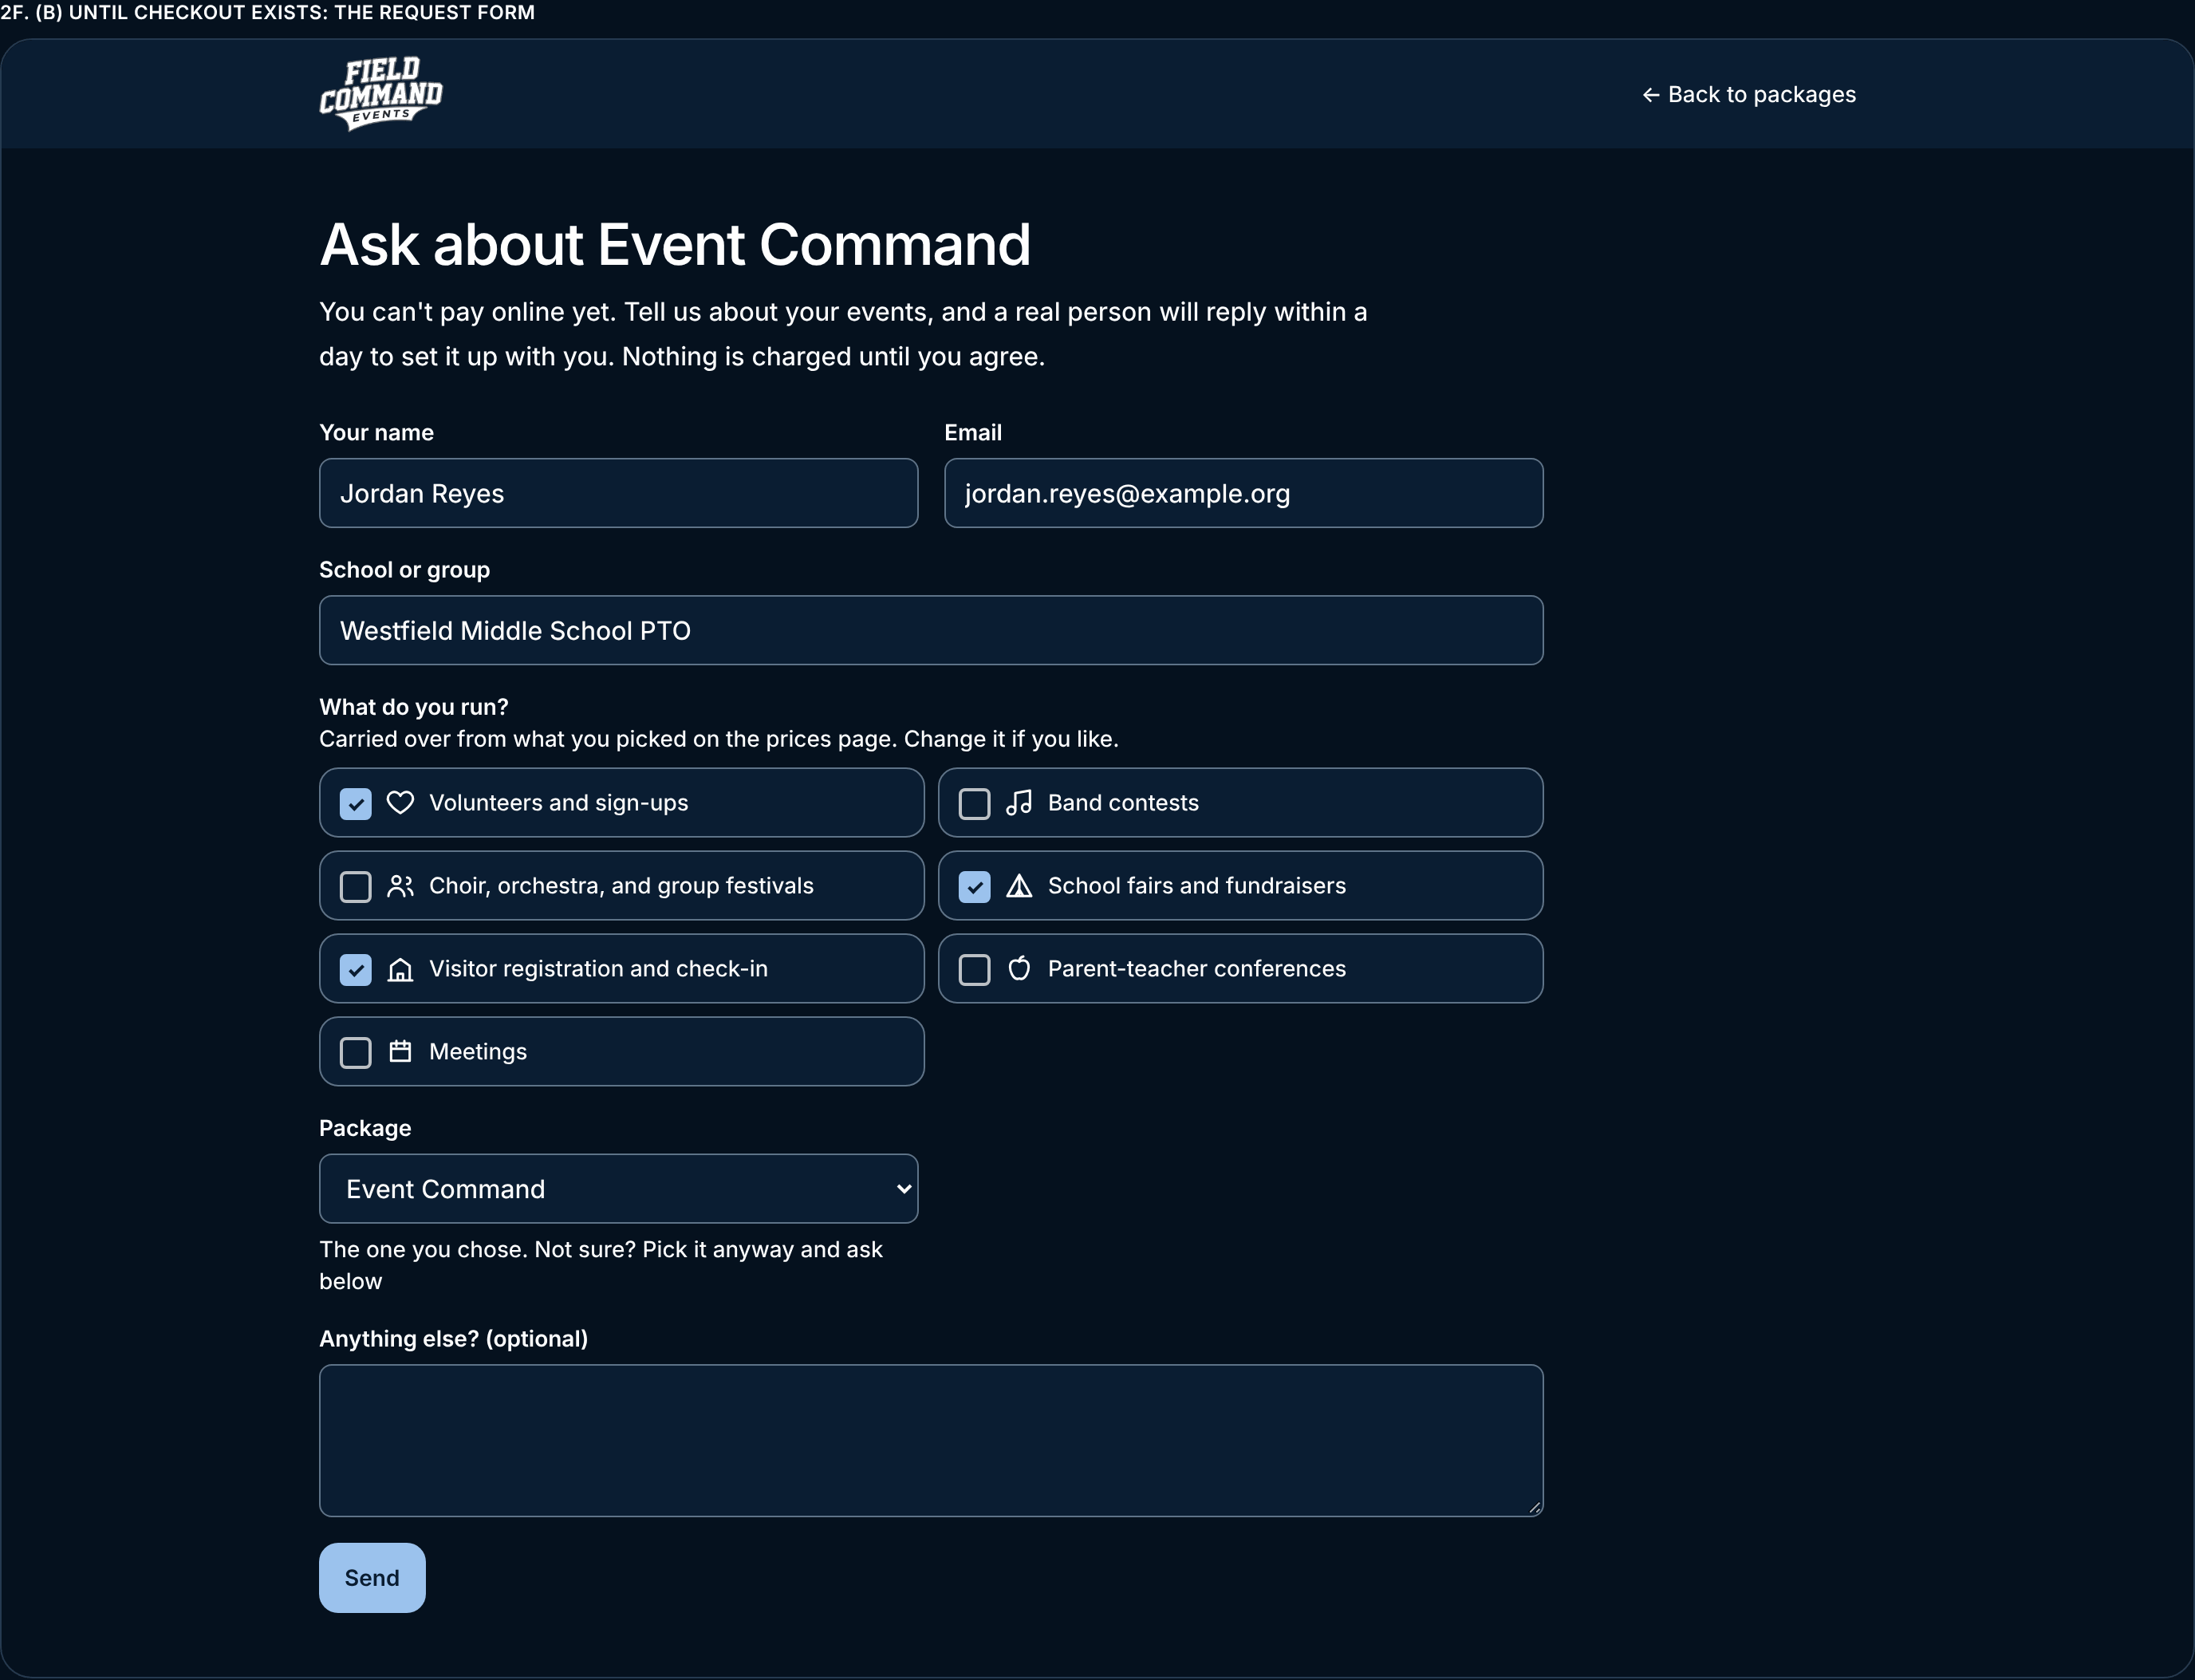 2F. (B) UNTIL CHECKOUT EXISTS: THE REQUEST FORM
FIELD
COMMAND
EVENTS
← Back to packages
Ask about Event Command
You can't pay online yet. Tell us about your events, and a real person will reply within a
day to set it up with you. Nothing is charged until you agree.
Your name
Email
Jordan Reyes
jordan.reyes@example.org
School or group
Westfield Middle School PTO
What do you run?
Carried over from what you picked on the prices page. Change it if you like.
Volunteers and sign-ups
Band contests
Choir, orchestra, and group festivals
School fairs and fundraisers
Visitor registration and check-in
Parent-teacher conferences
Meetings
Package
Event Command
The one you chose. Not sure? Pick it anyway and ask
below
Anything else? (optional)
Send